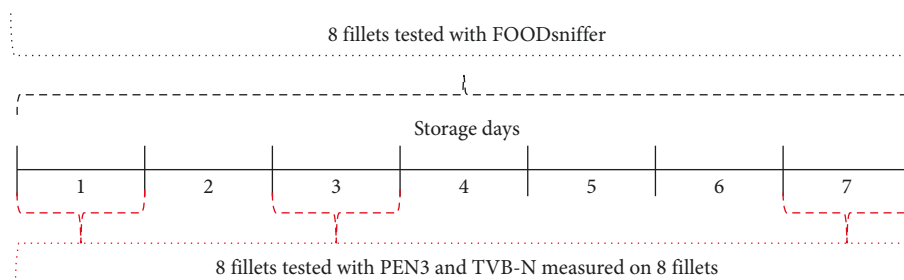 8 fillets tested with FOODsniffer
Storage days
1 2 3 4 5 6 7
8 fillets tested with PEN3 and TVB-N measured on 8 fillets